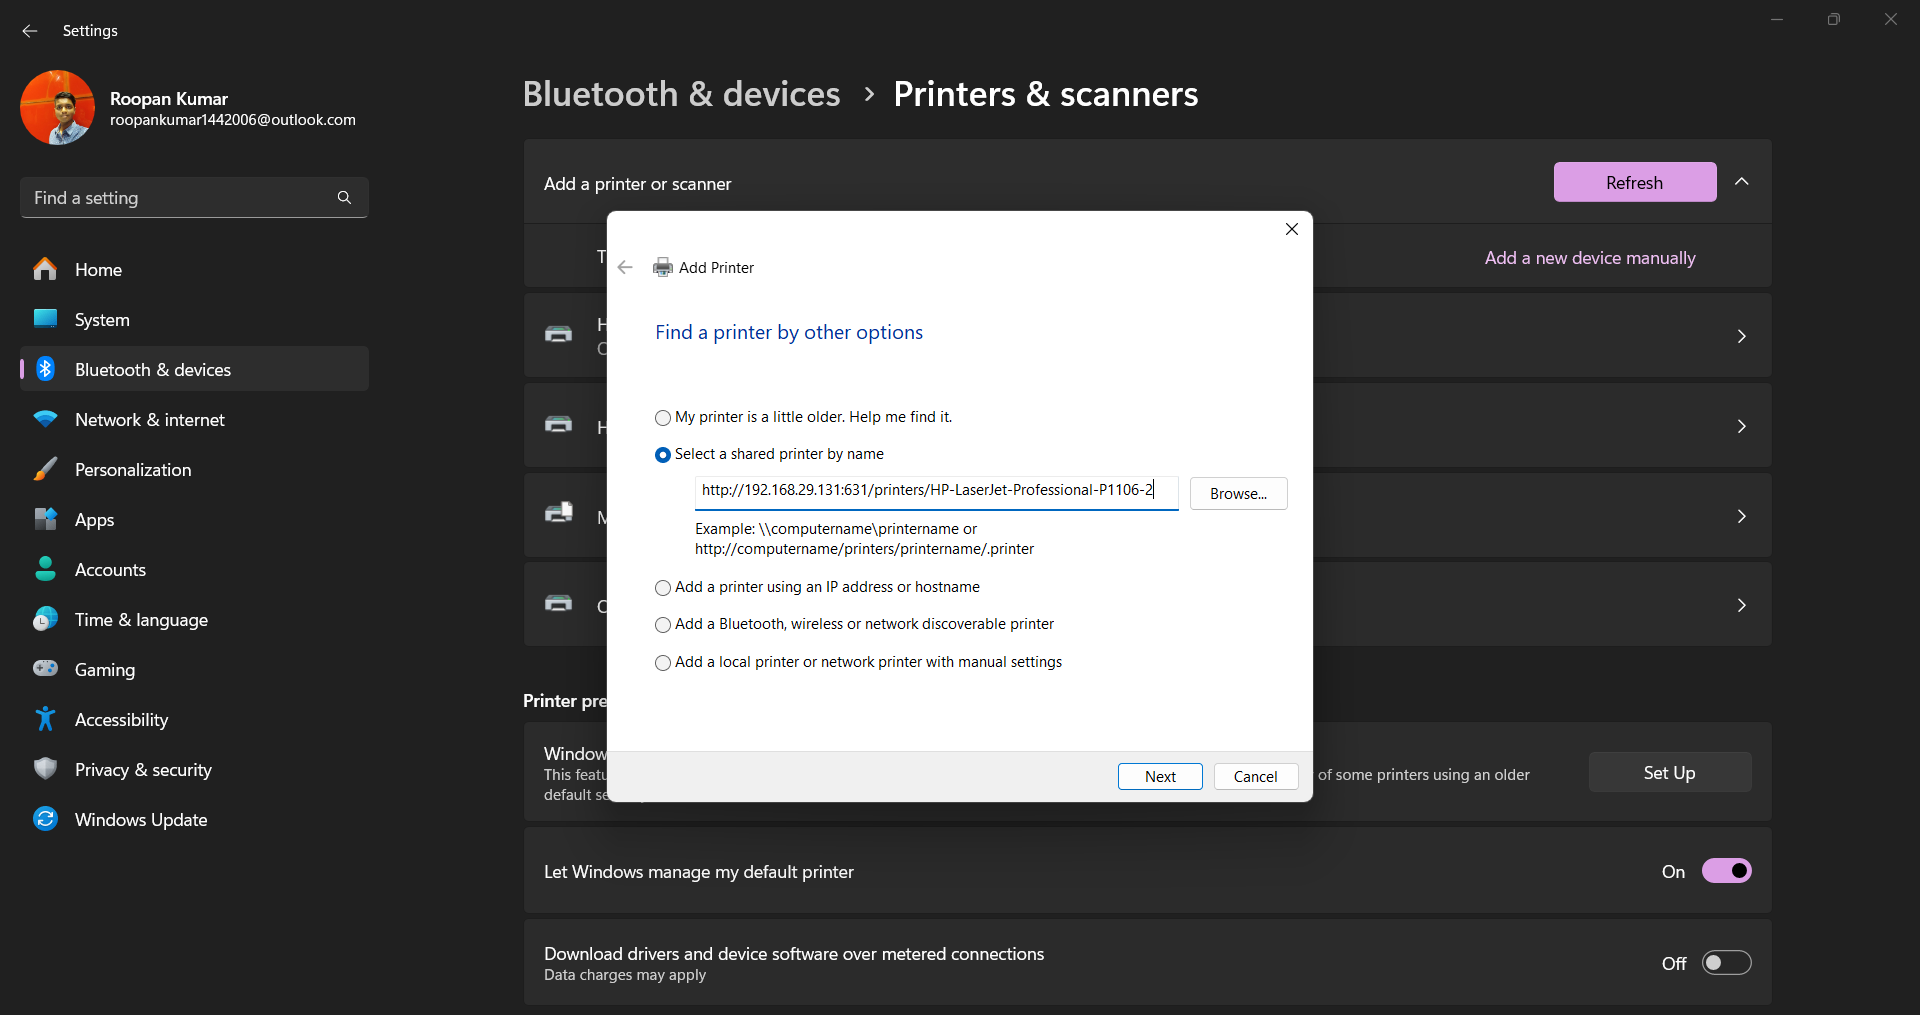 Settings
Roopan Kumar
roopankumar1442006@outlook.com
Find a setting
Home
System
Bluetooth & devices
Network & internet
Personalization
Apps
Accounts
Time & language
Gaming
Accessibility
Privacy & security
Windows Update
Bluetooth & devices > Printers & scanners
Add a printer or scanner
Refresh
T
Add a new device manually
Add Printer
Find a printer by other options
My printer is a little older. Help me find it.
Select a shared printer by name
http://192.168.29.131:631/printers/HP-LaserJet-Professional-P1106-2
Browse...
Example: \\computername\printername or
http://computername/printers/printername/.printer
Add a printer using an IP address or hostname
Add a Bluetooth, wireless or network discoverable printer
Add a local printer or network printer with manual settings
Next
Cancel
Printer pre
Window
This featu
default se
of some printers using an older
Set Up
Let Windows manage my default printer
On
Download drivers and device software over metered connections
Data charges may apply
Off